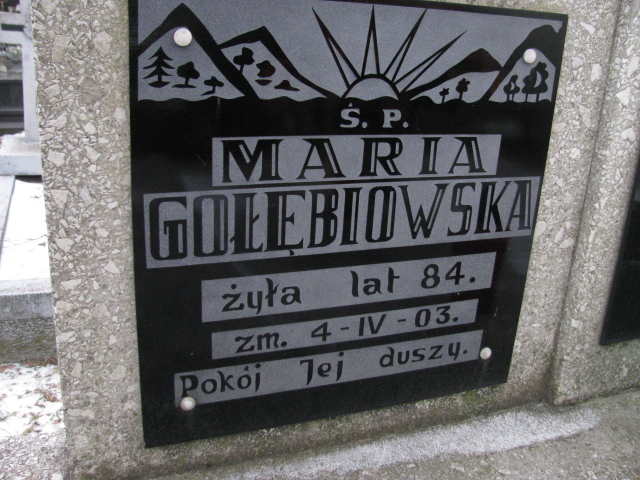 Ś. P.
MARIA
GOŁĘBIOWSKA
żyła lat 84.
zm. 4-IV-03.
Pokój Jej duszy.